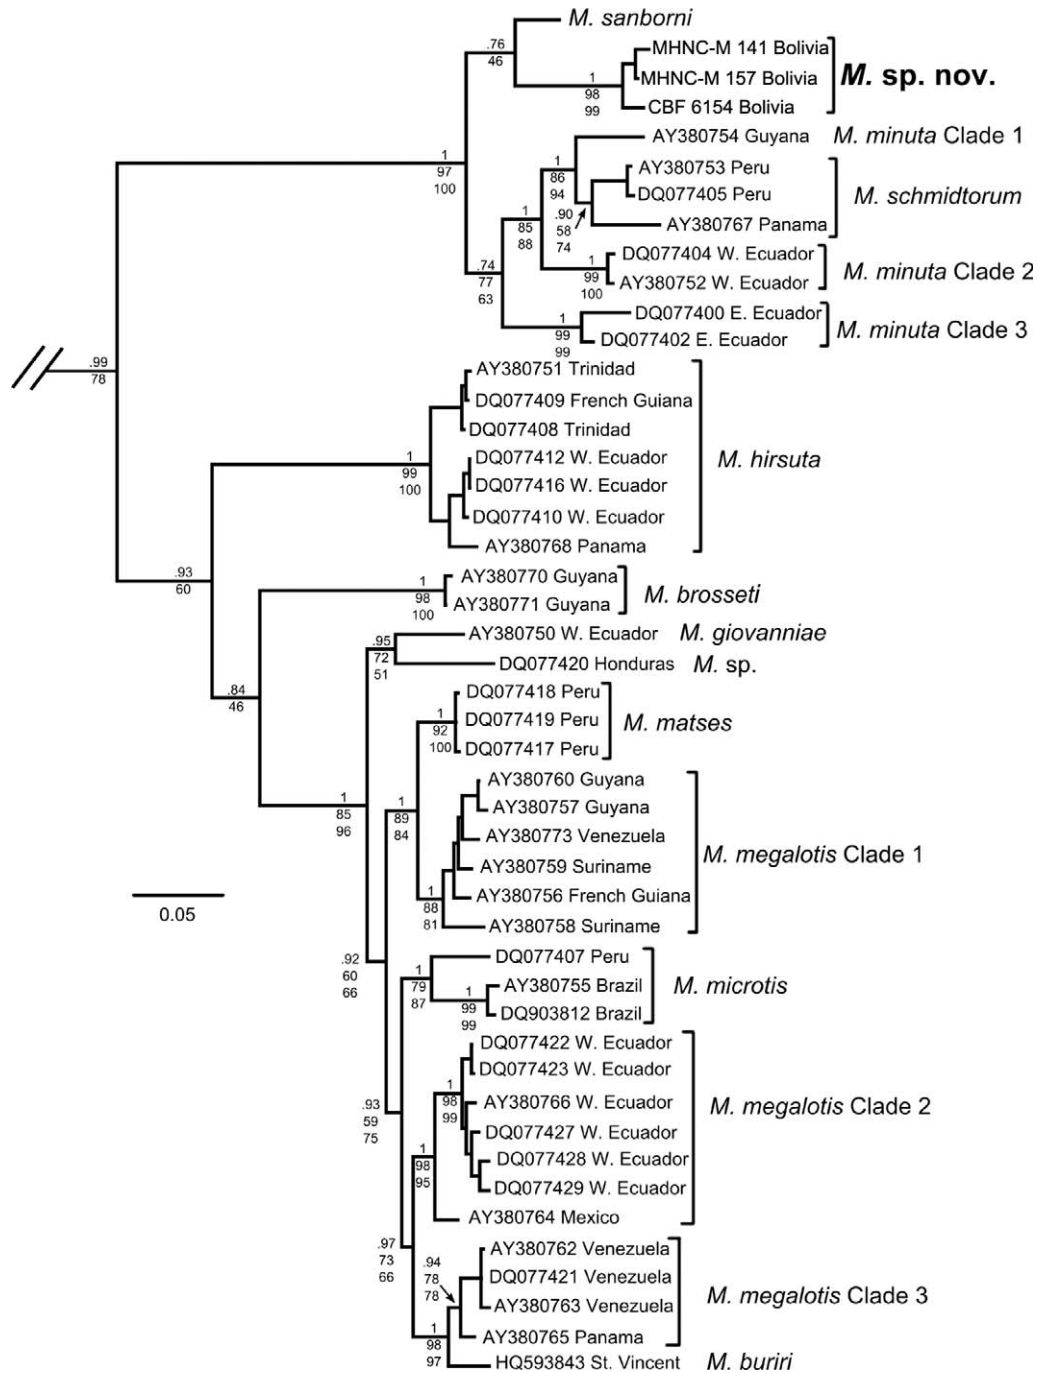 M. sanborni
.76
46
MHNC-M 141 Bolivia
MHNC-M 157 Bolivia
CBF 6154 Bolivia
M. sp. nov.
1
98
99
1
97
100
AY380754 Guyana
M. minuta Clade 1
1
86
94
AY380753 Peru
DQ077405 Peru
AY380767 Panama
M. schmidtorum
.90
58
74
1
85
88
DQ077404 W. Ecuador
AY380752 W. Ecuador
M. minuta Clade 2
1
99
100
.74
77
63
DQ077400 E. Ecuador
DQ077402 E. Ecuador
M. minuta Clade 3
1
99
99
.99
78
AY380751 Trinidad
DQ077409 French Guiana
DQ077408 Trinidad
DQ077412 W. Ecuador
DQ077416 W. Ecuador
DQ077410 W. Ecuador
AY380768 Panama
M. hirsuta
1
99
100
.93
60
AY380770 Guyana
AY380771 Guyana
M. brosseti
1
98
100
AY380750 W. Ecuador
M. giovanniae
DQ077420 Honduras
M. sp.
.95
72
51
.84
46
DQ077418 Peru
DQ077419 Peru
DQ077417 Peru
M. matses
1
92
100
AY380760 Guyana
AY380757 Guyana
AY380773 Venezuela
AY380759 Suriname
AY380756 French Guiana
AY380758 Suriname
M. megalotis Clade 1
1
85
96
1
89
84
1
88
81
0.05
.92
60
66
DQ077407 Peru
AY380755 Brazil
DQ903812 Brazil
M. microtis
1
79
87
1
99
99
DQ077422 W. Ecuador
DQ077423 W. Ecuador
AY380766 W. Ecuador
DQ077427 W. Ecuador
DQ077428 W. Ecuador
DQ077429 W. Ecuador
AY380764 Mexico
M. megalotis Clade 2
1
98
99
.93
59
75
1
98
95
.97
73
66
AY380762 Venezuela
DQ077421 Venezuela
AY380763 Venezuela
AY380765 Panama
M. megalotis Clade 3
.94
78
78
1
98
97
HQ593843 St. Vincent
M. buriri